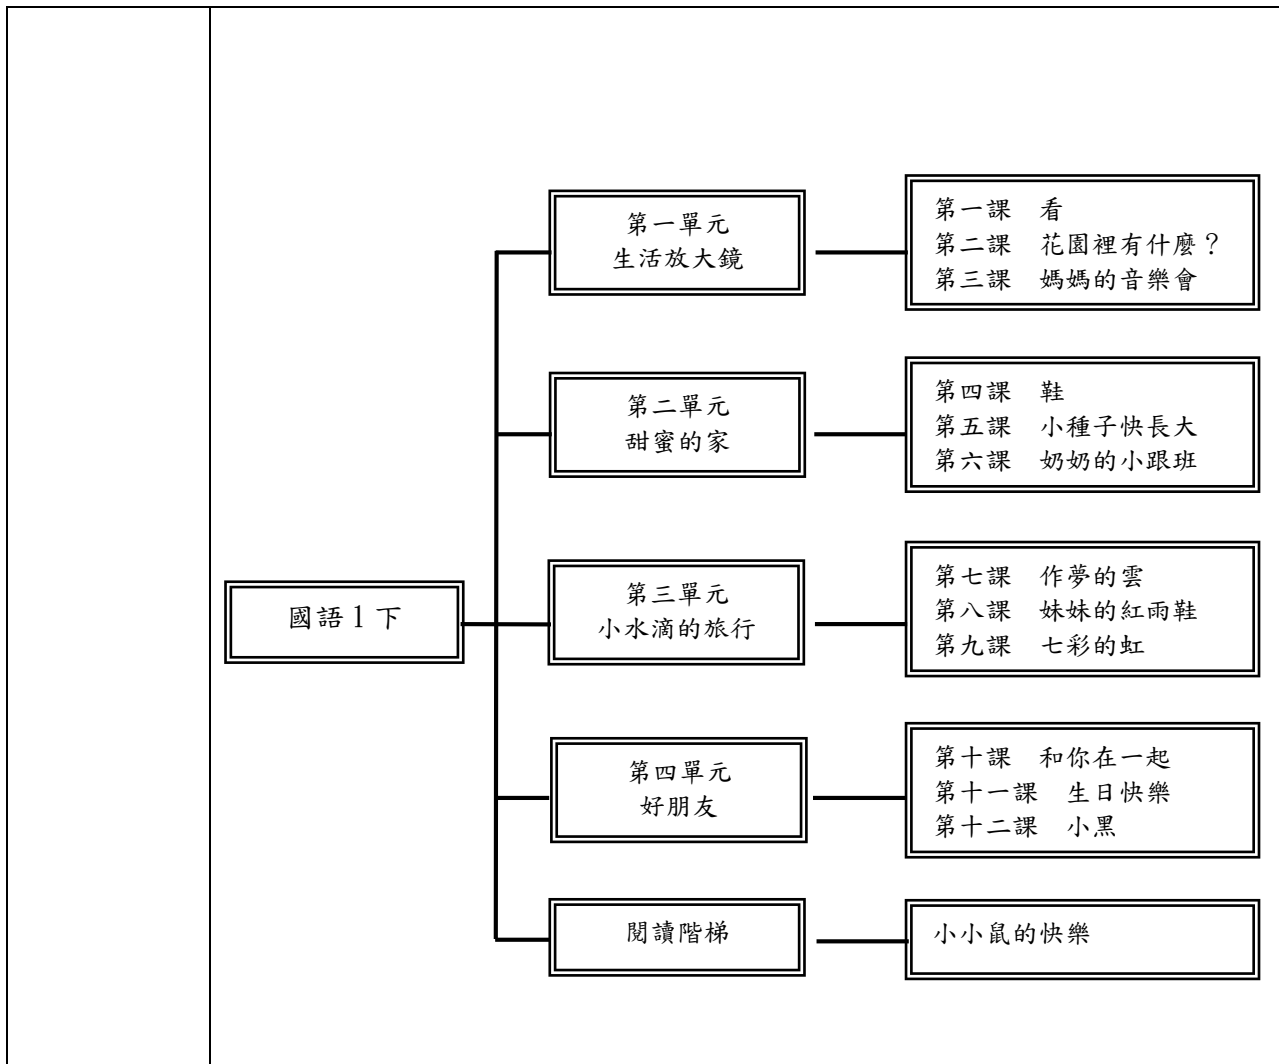 國語1下
第一單元
生活放大鏡
第一課　看
第二課　花園裡有什麼？
第三課　媽媽的音樂會
第二單元
甜蜜的家
第四課　鞋
第五課　小種子快長大
第六課　奶奶的小跟班
第三單元
小水滴的旅行
第七課　作夢的雲
第八課　妹妹的紅雨鞋
第九課　七彩的虹
第四單元
好朋友
第十課　和你在一起
第十一課　生日快樂
第十二課　小黑
閱讀階梯
小小鼠的快樂